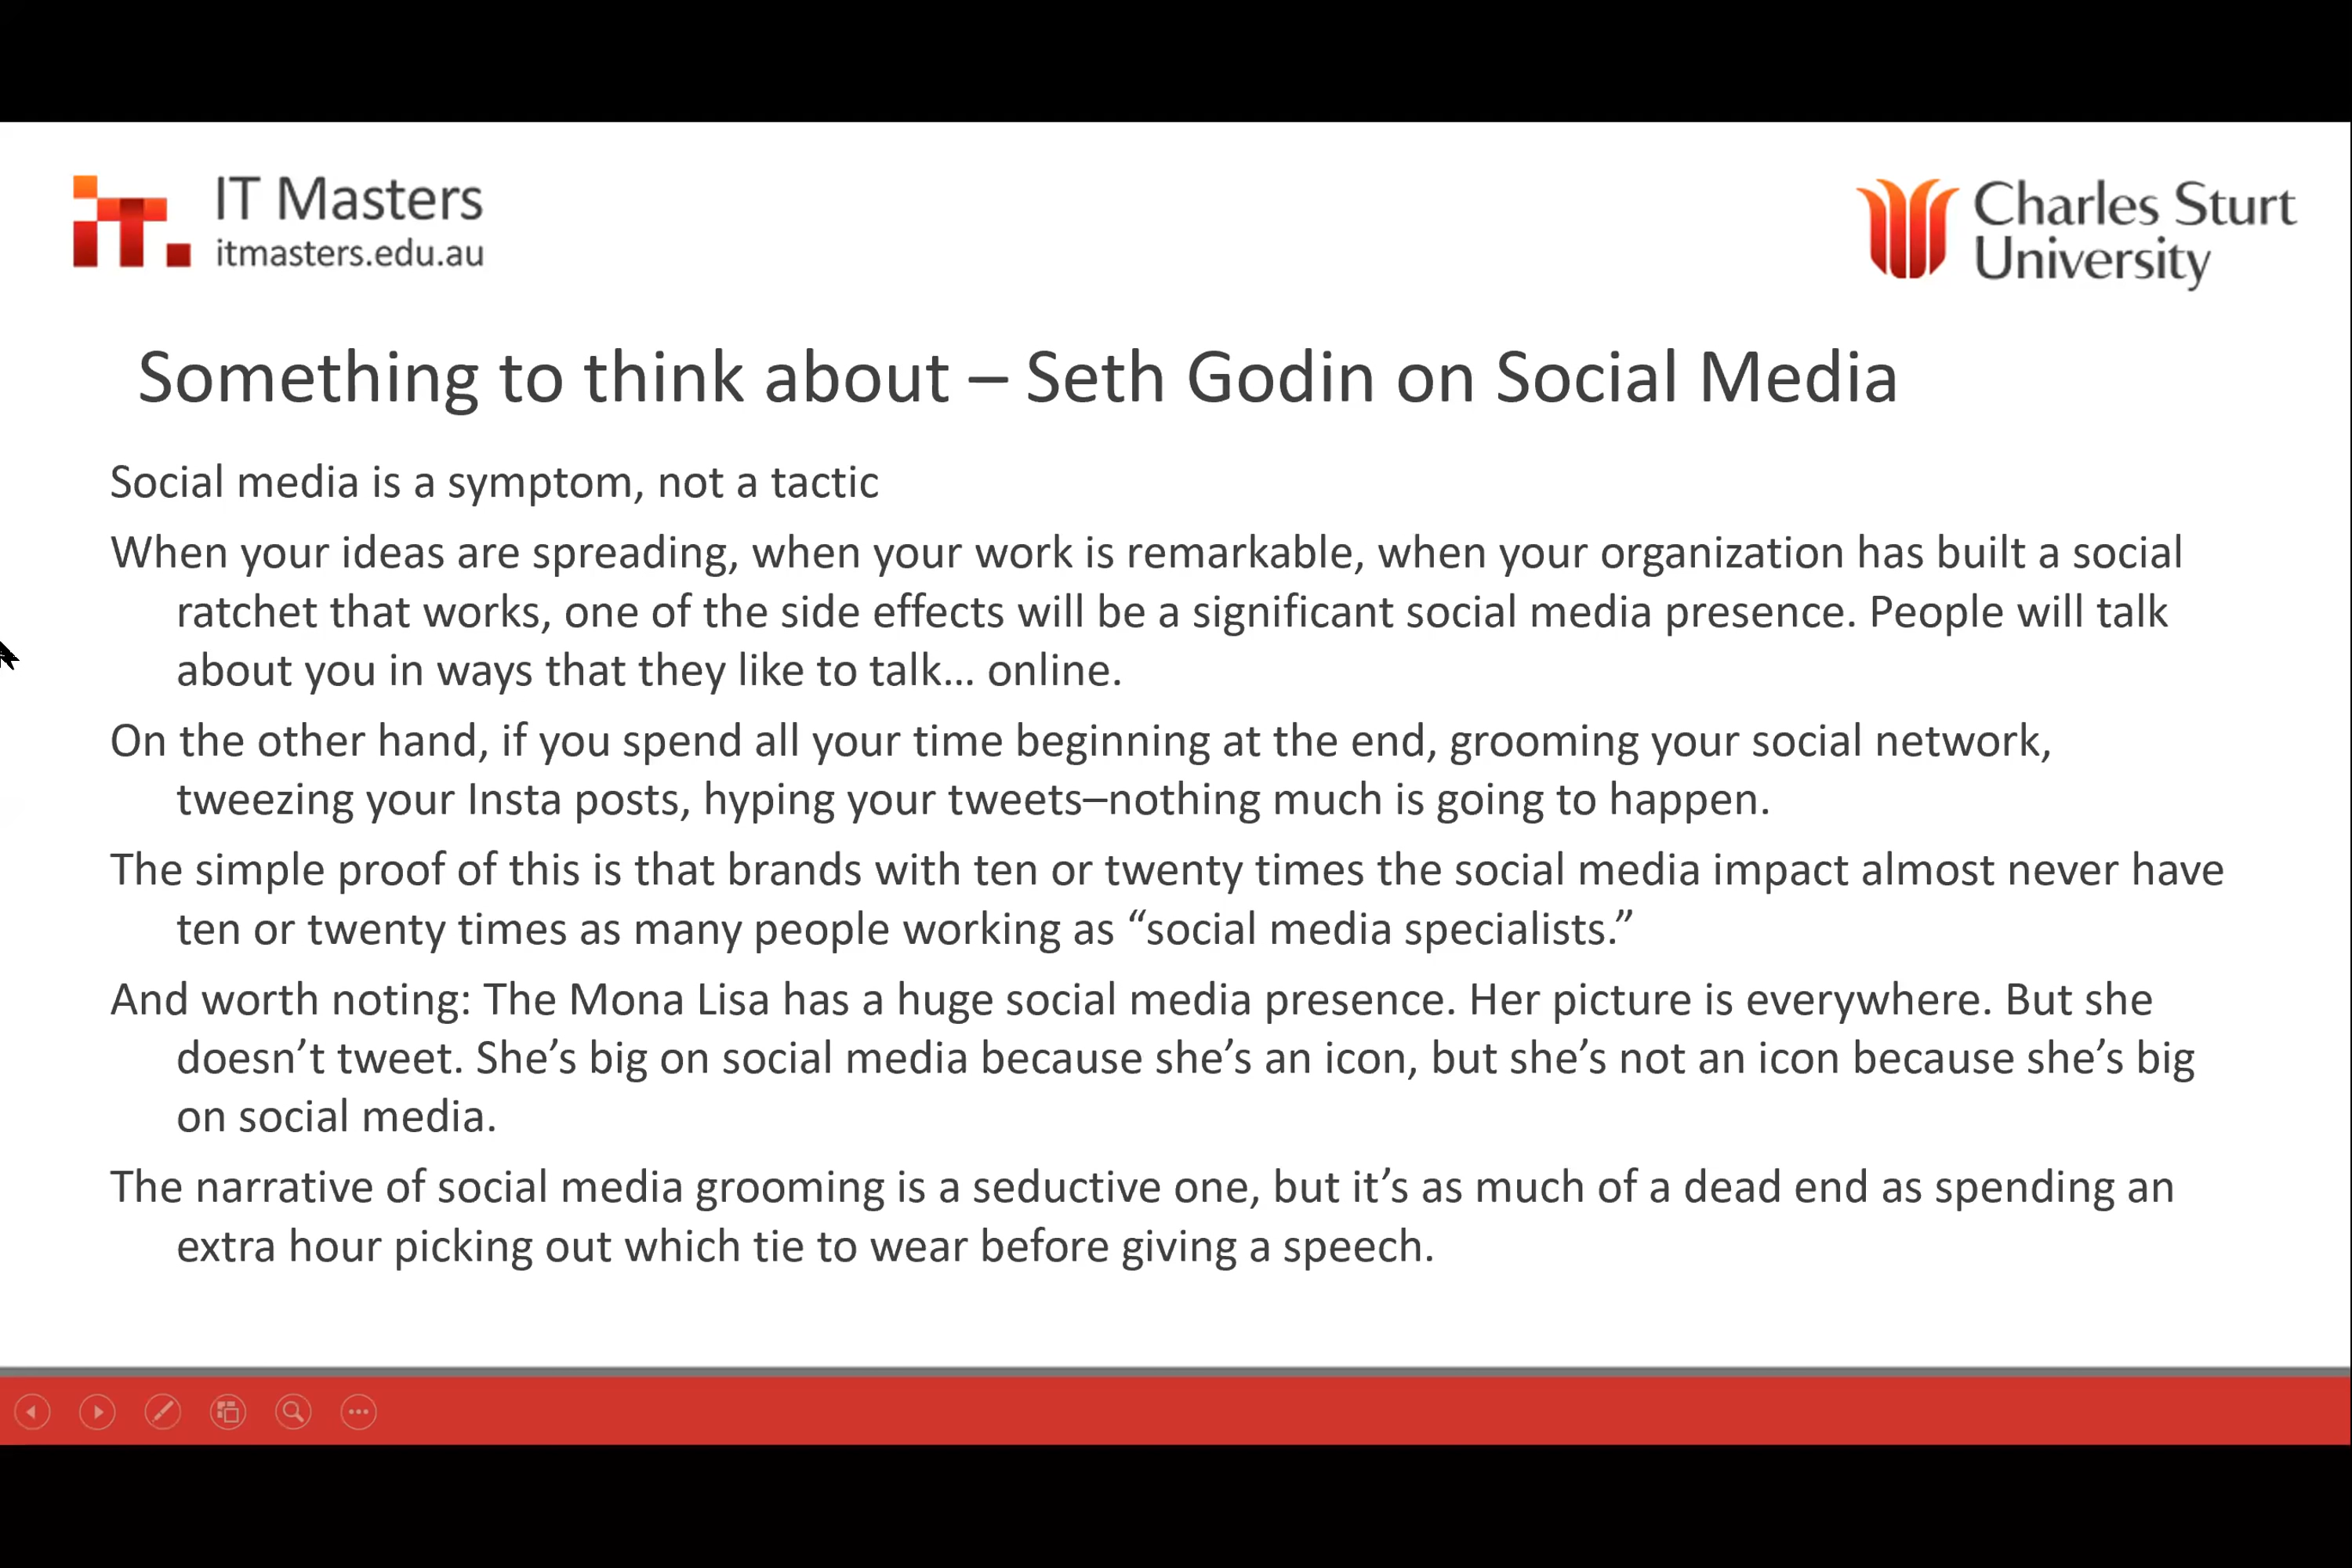 IT Masters
itmasters.edu.au
Charles Sturt
University
Something to think about – Seth Godin on Social Media
Social media is a symptom, not a tactic
When your ideas are spreading, when your work is remarkable, when your organization has built a social
ratchet that works, one of the side effects will be a significant social media presence. People will talk
about you in ways that they like to talk… online.
On the other hand, if you spend all your time beginning at the end, grooming your social network,
tweezing your Insta posts, hyping your tweets–nothing much is going to happen.
The simple proof of this is that brands with ten or twenty times the social media impact almost never have
ten or twenty times as many people working as “social media specialists.”
And worth noting: The Mona Lisa has a huge social media presence. Her picture is everywhere. But she
doesn’t tweet. She’s big on social media because she’s an icon, but she’s not an icon because she’s big
on social media.
The narrative of social media grooming is a seductive one, but it’s as much of a dead end as spending an
extra hour picking out which tie to wear before giving a speech.